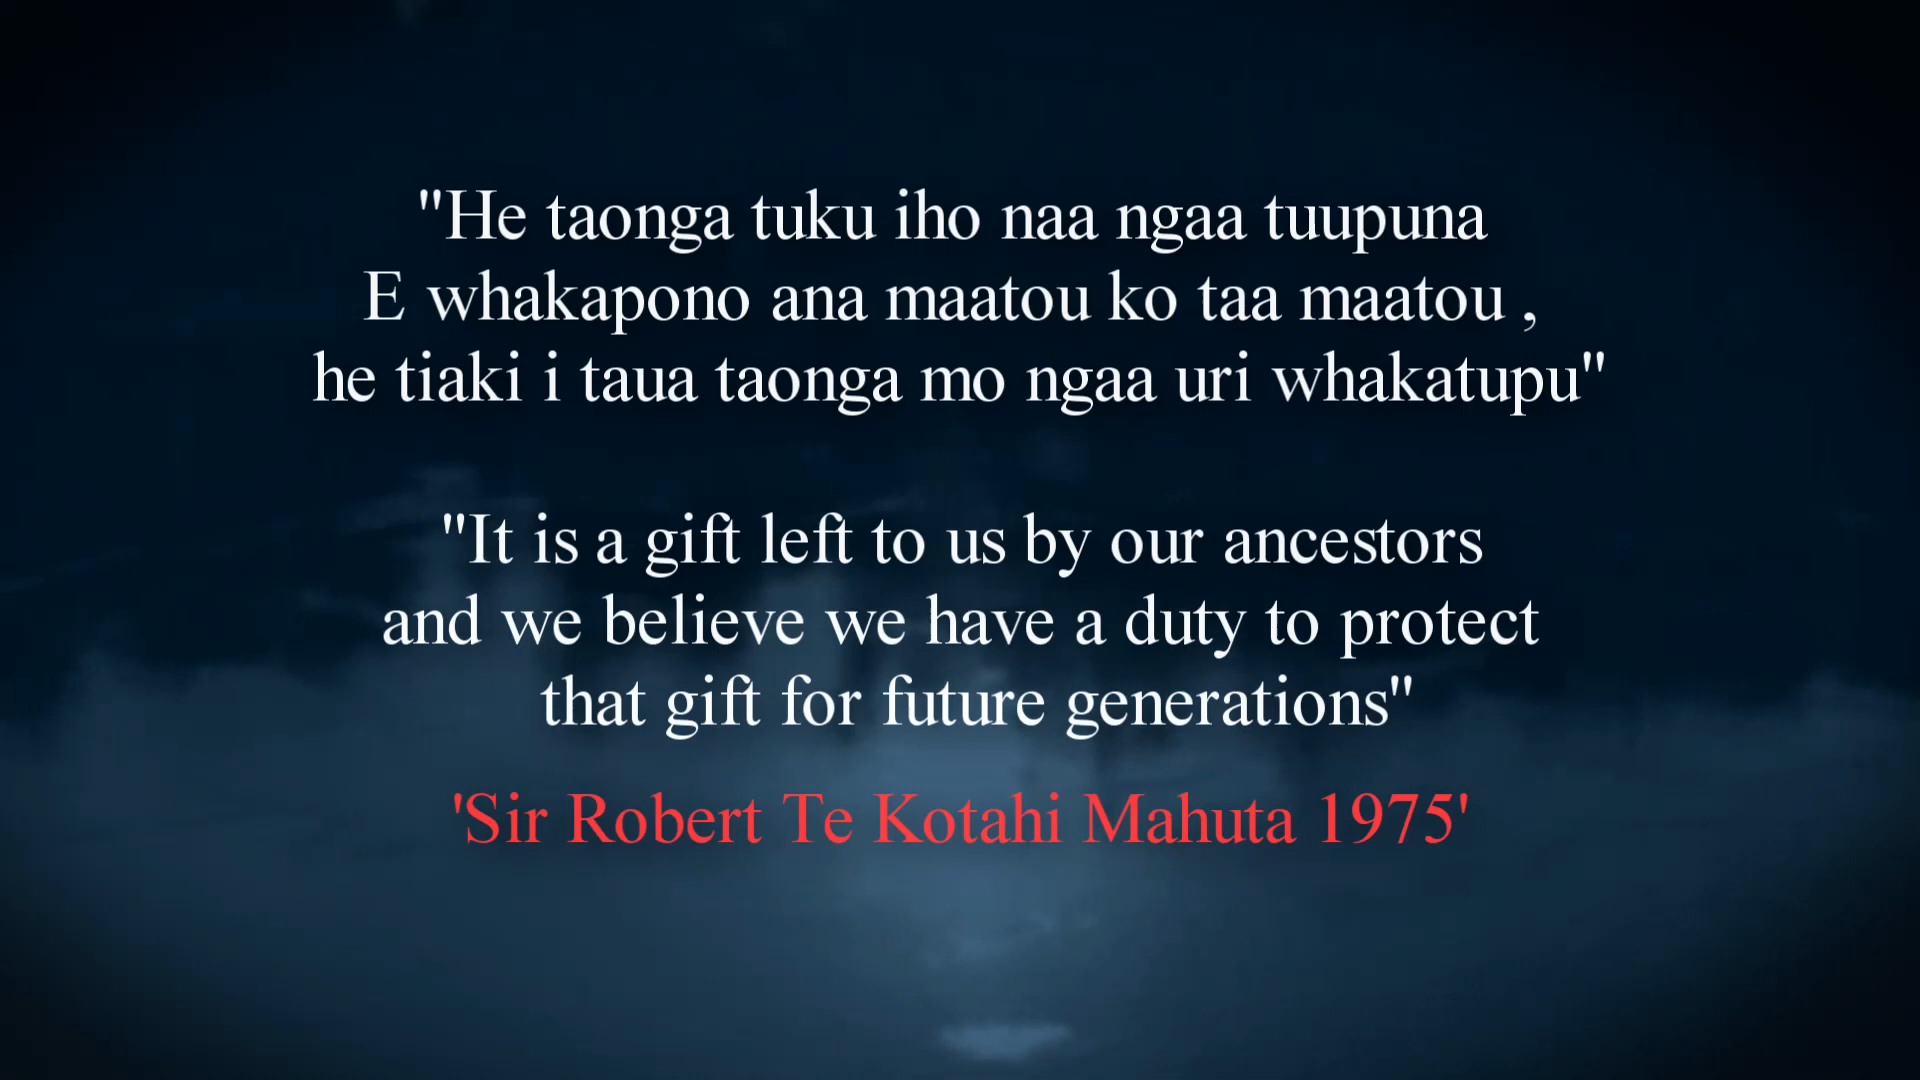 "He taonga tuku iho naa ngaa tuupuna
E whakapono ana maatou ko taa maatou ,
he tiaki i taua taonga mo ngaa uri whakatupu"
"It is a gift left to us by our ancestors
and we believe we have a duty to protect
that gift for future generations"
'Sir Robert Te Kotahi Mahuta 1975'